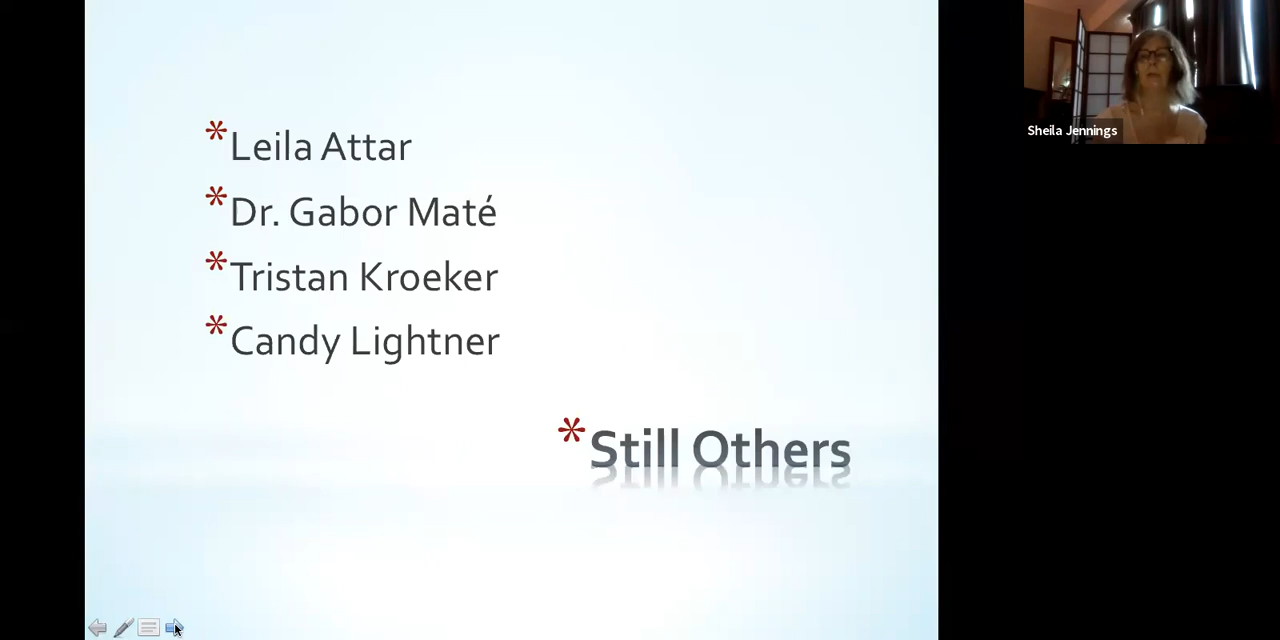 *Leila Attar
*Dr. Gabor Maté
*Tristan Kroeker
*Candy Lightner
*Still Others
Sheila Jennings